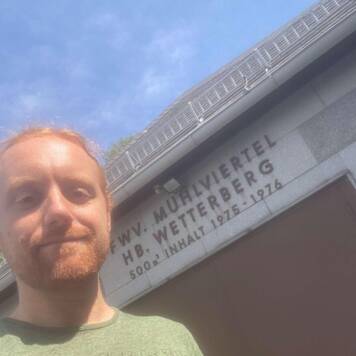 FWV. MÜHLVIERTEL
HB. WETTERBERG
500m³ INHALT 1975-1976